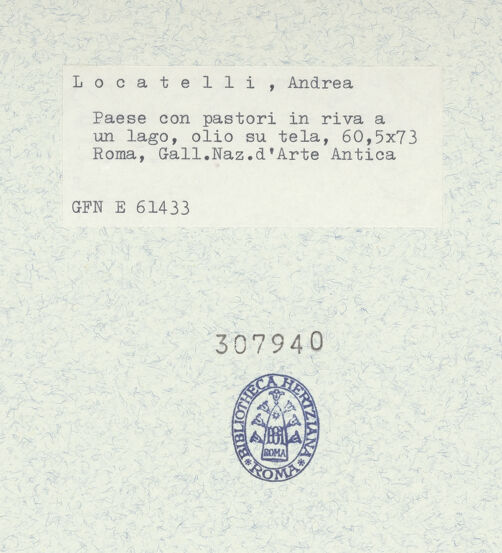 L o c a t e l l i , Andrea
Paese con pastori in riva a
un lago, olio su tela, 60,5x73
Roma, Gall.Naz.d'Arte Antica
GFN E 61433
307940
*BIBLIOTHECA HERTZIANA*
ROMA
ROMA